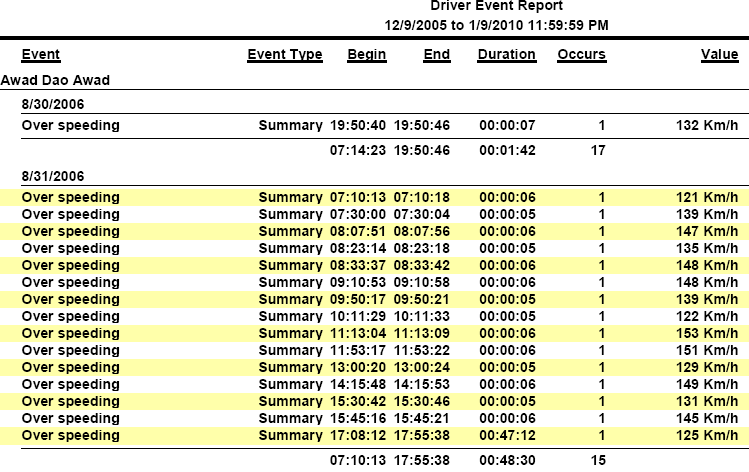 Driver Event Report
12/9/2005 to 1/9/2010 11:59:59 PM
Event Event Type Begin End Duration Occurs Value
Awad Dao Awad
8/30/2006
Over speeding Summary 19:50:40 19:50:46 00:00:07 1 132 Km/h
07:14:23 19:50:46 00:01:42 17
8/31/2006
Over speeding Summary 07:10:13 07:10:18 00:00:06 1 121 Km/h
Over speeding Summary 07:30:00 07:30:04 00:00:05 1 139 Km/h
Over speeding Summary 08:07:51 08:07:56 00:00:06 1 147 Km/h
Over speeding Summary 08:23:14 08:23:18 00:00:05 1 135 Km/h
Over speeding Summary 08:33:37 08:33:42 00:00:06 1 148 Km/h
Over speeding Summary 09:10:53 09:10:58 00:00:06 1 148 Km/h
Over speeding Summary 09:50:17 09:50:21 00:00:05 1 139 Km/h
Over speeding Summary 10:11:29 10:11:33 00:00:05 1 122 Km/h
Over speeding Summary 11:13:04 11:13:09 00:00:06 1 153 Km/h
Over speeding Summary 11:53:17 11:53:22 00:00:06 1 151 Km/h
Over speeding Summary 13:00:20 13:00:24 00:00:05 1 129 Km/h
Over speeding Summary 14:15:48 14:15:53 00:00:06 1 149 Km/h
Over speeding Summary 15:30:42 15:30:46 00:00:05 1 131 Km/h
Over speeding Summary 15:45:16 15:45:21 00:00:06 1 145 Km/h
Over speeding Summary 17:08:12 17:55:38 00:47:12 1 125 Km/h
07:10:13 17:55:38 00:48:30 15